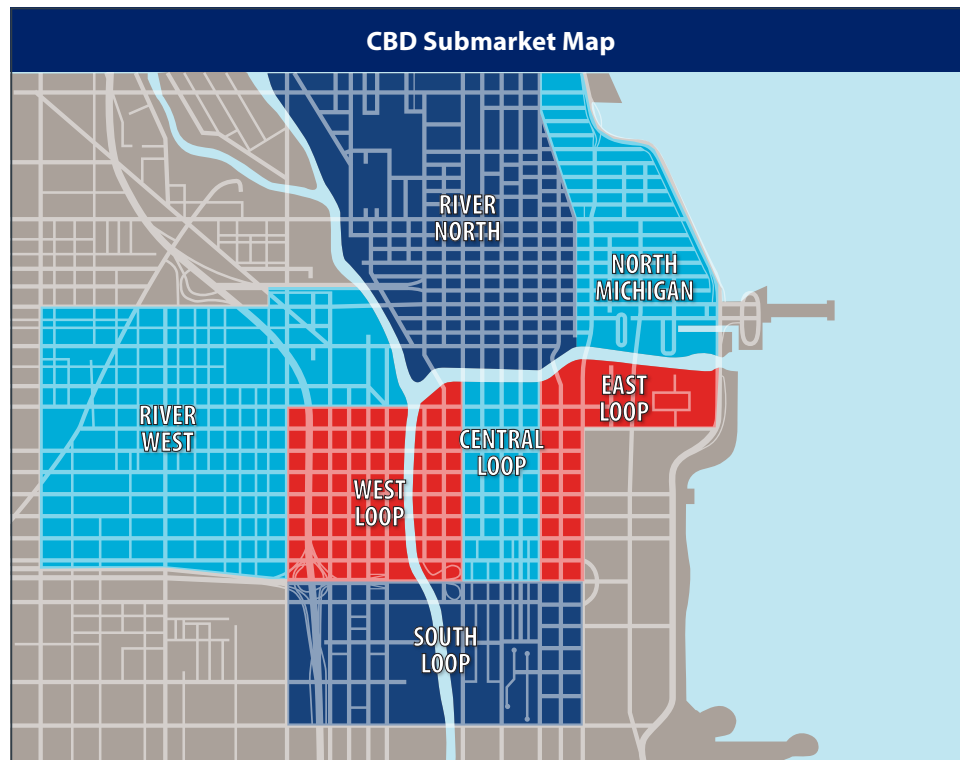 CBD Submarket Map
RIVER
NORTH
NORTH
MICHIGAN
EAST
LOOP
RIVER
WEST
CENTRAL
LOOP
WEST
LOOP
SOUTH
LOOP